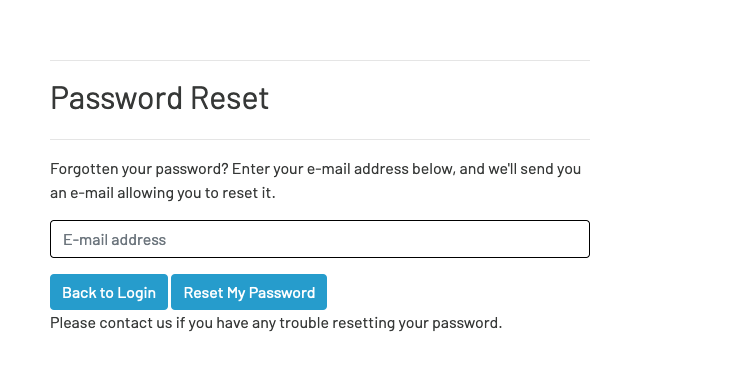 Password Reset
Forgotten your password? Enter your e-mail address below, and we'll send you
an e-mail allowing you to reset it.
E-mail address
Back to Login Reset My Password
Please contact us if you have any trouble resetting your password.